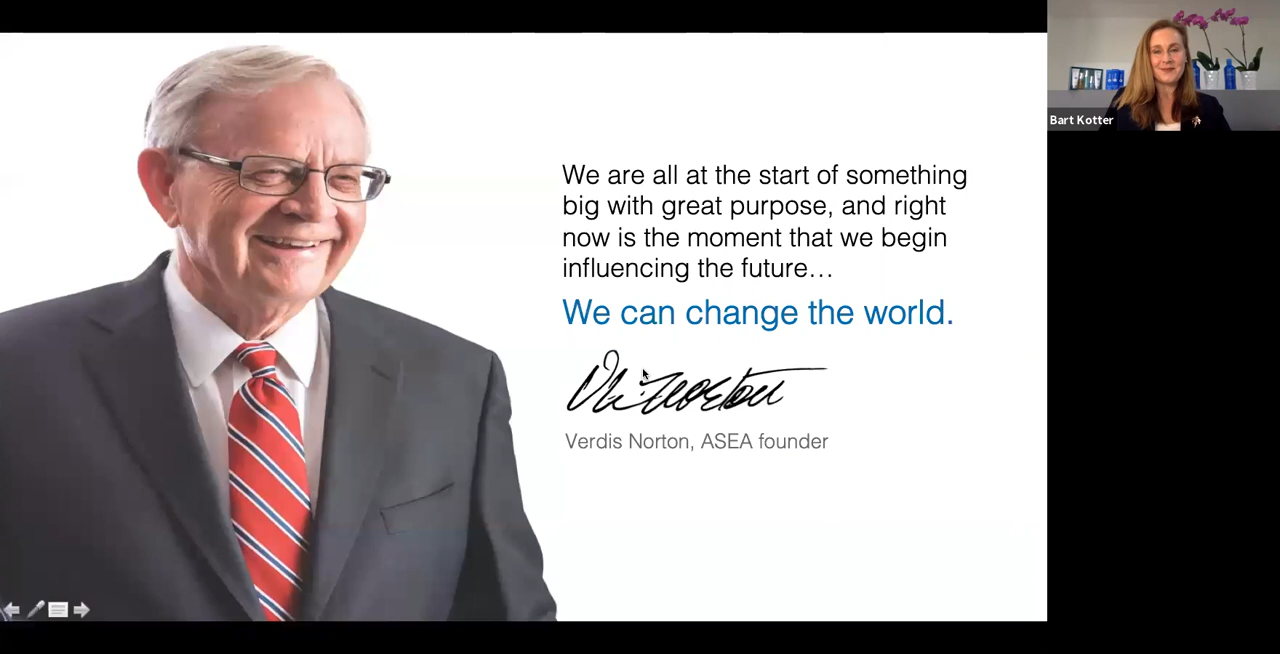 We are all at the start of something
big with great purpose, and right
now is the moment that we begin
influencing the future…
We can change the world.
Verdis Norton, ASEA founder
Bart Kotter